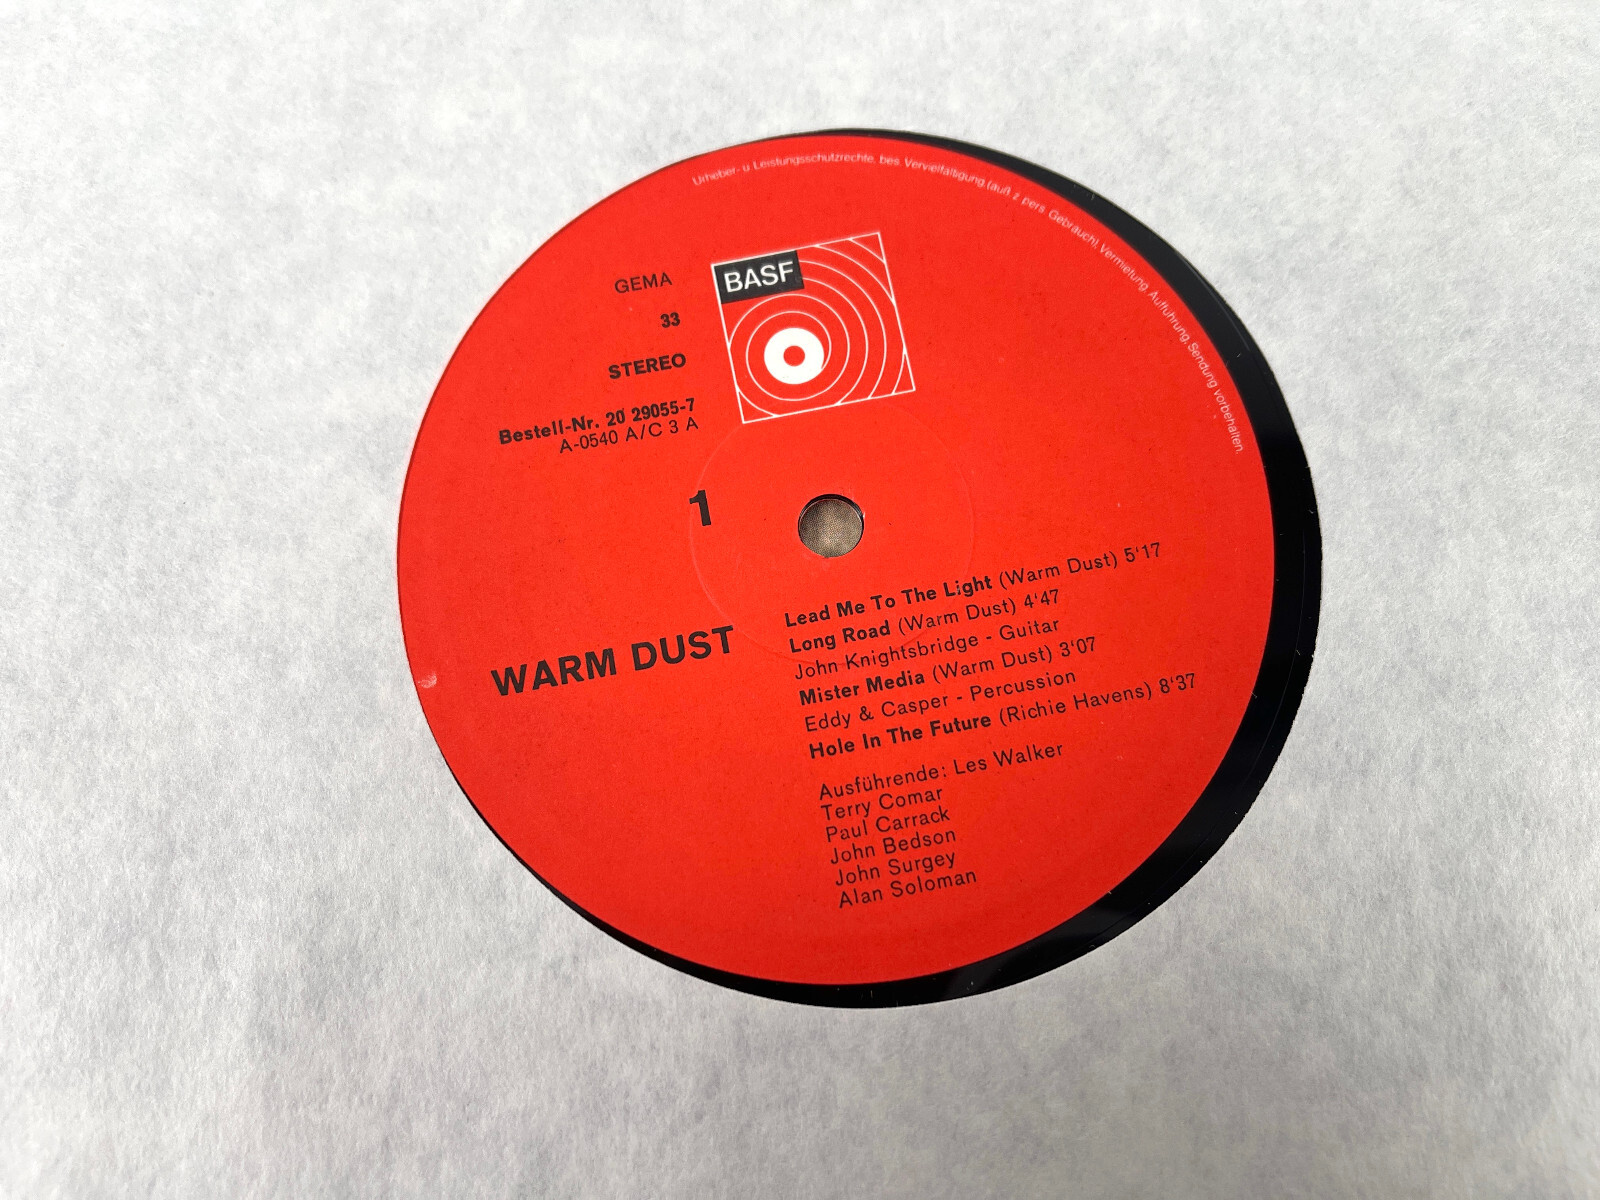 Urheber- u Leistungsschutzrechte, bes. Vervielfältigung, (auß z pers. Gebrauch), Vermietung, Aufführung, Sendung vorbehalten.
BASF
GEMA
33
STEREO
Bestell-Nr. 20 29055-7
A-0540 A/C 3 A
1
WARM DUST
Lead Me To The Light (Warm Dust) 5'17
Long Road (Warm Dust) 4'47
John Knightsbridge - Guitar
Mister Media (Warm Dust) 3'07
Eddy & Casper - Percussion
Hole In The Future (Richie Havens) 8'37
Ausführende: Les Walker
Terry Comar
Paul Carrack
John Bedson
John Surgey
Alan Soloman